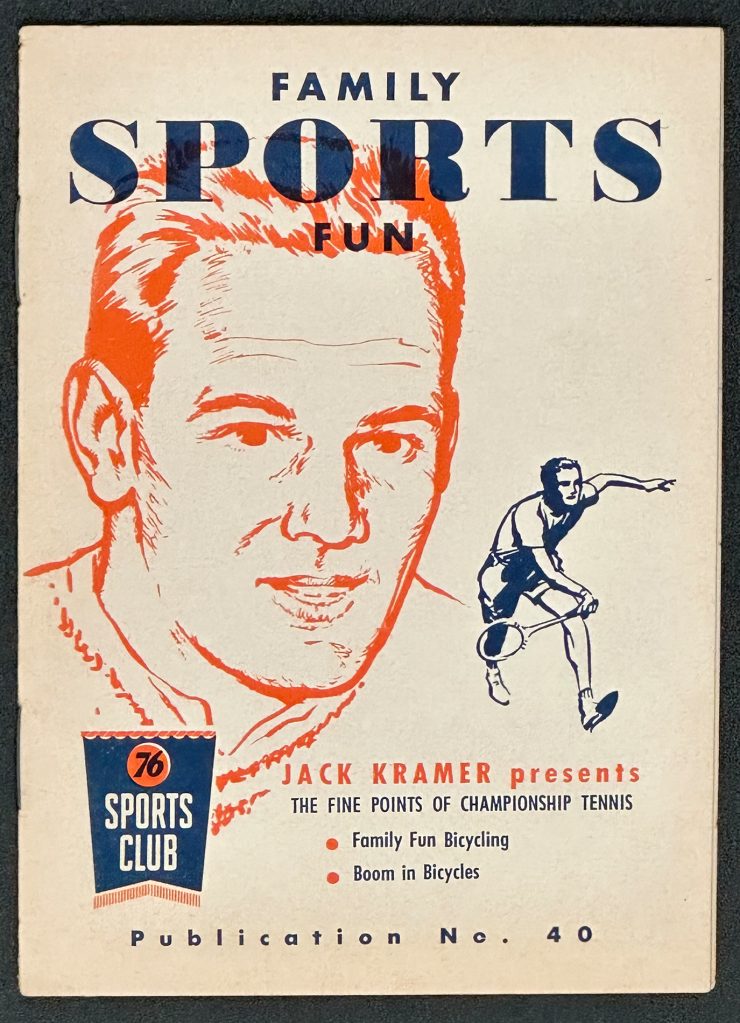 FAMILY
SPORTS
FUN
76
SPORTS
CLUB
JACK KRAMER presents
THE FINE POINTS OF CHAMPIONSHIP TENNIS
• Family Fun Bicycling
• Boom in Bicycles
Publication No. 40